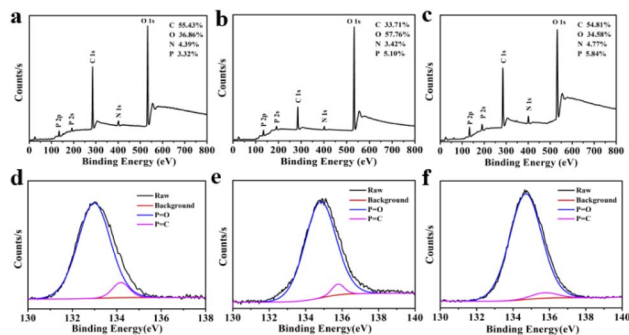 a
C 55.43%
O 36.86%
N 4.39%
P 3.32%
O 1s
C 1s
N 1s
P 2s
P 2p
Counts/s
0 100 200 300 400 500 600 700 800
Binding Energy (eV)
b
C 33.71%
O 57.76%
N 3.42%
P 5.10%
O 1s
C 1s
N 1s
P 2s
P 2p
Counts/s
0 100 200 300 400 500 600 700 800
Binding Energy (eV)
c
C 54.81%
O 34.58%
N 4.77%
P 5.84%
O 1s
C 1s
N 1s
P 2s
P 2p
Counts/s
0 100 200 300 400 500 600 700 800
Binding Energy (eV)
d
Raw
Background
P=O
P=C
Counts/s
130 132 134 136 138
Binding Energy(eV)
e
Raw
Background
P=O
P=C
Counts/s
130 132 134 136 138 140
Binding Energy(eV)
f
Raw
Background
P=O
P=C
Counts/s
130 132 134 136 138 140
Binding Energy(eV)